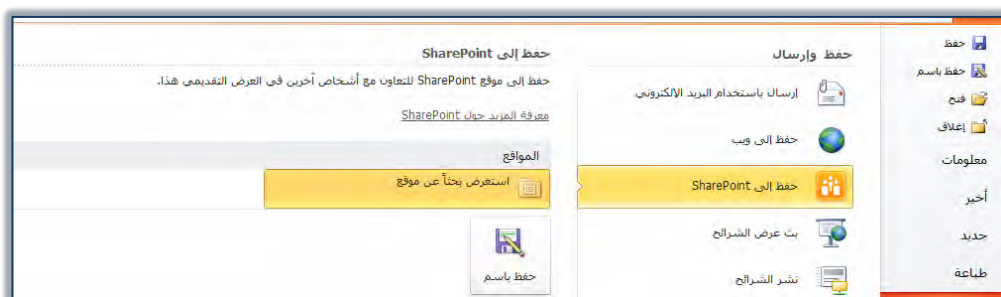 حفظ
حفظ باسم
فتح
إغلاق
معلومات
أخير
جديد
طباعة
حفظ وإرسال
إرسال باستخدام البريد الإلكتروني
حفظ إلى ويب
حفظ إلى SharePoint
بث عرض الشرائح
نشر الشرائح
حفظ إلى SharePoint
حفظ إلى موقع SharePoint للتعاون مع أشخاص آخرين في العرض التقديمي هذا.
معرفة المزيد حول SharePoint
المواقع
استعرض بحثاً عن موقع
حفظ باسم